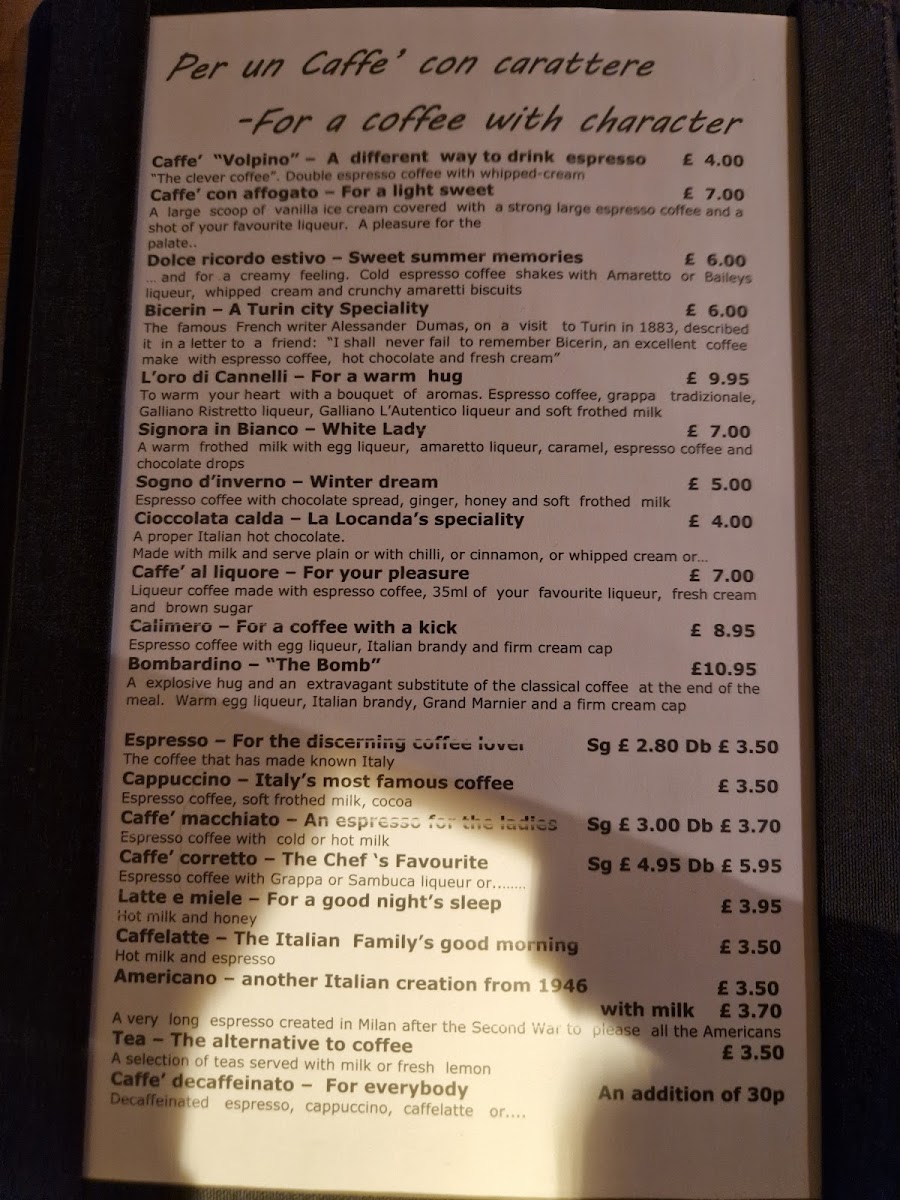 Per un Caffe' con carattere
-For a coffee with character
Caffe' "Volpino" – A different way to drink espresso £ 4.00
"The clever coffee". Double espresso coffee with whipped-cream
Caffe' con affogato – For a light sweet £ 7.00
A large scoop of vanilla ice cream covered with a strong large espresso coffee and a
shot of your favourite liqueur. A pleasure for the
palate..
Dolce ricordo estivo – Sweet summer memories £ 6.00
... and for a creamy feeling. Cold espresso coffee shakes with Amaretto or Baileys
liqueur, whipped cream and crunchy amaretti biscuits
Bicerin – A Turin city Speciality £ 6.00
The famous French writer Alessander Dumas, on a visit to Turin in 1883, described
it in a letter to a friend: "I shall never fail to remember Bicerin, an excellent coffee
make with espresso coffee, hot chocolate and fresh cream"
L'oro di Cannelli – For a warm hug £ 9.95
To warm your heart with a bouquet of aromas. Espresso coffee, grappa tradizionale,
Galliano Ristretto liqueur, Galliano L'Autentico liqueur and soft frothed milk
Signora in Bianco – White Lady £ 7.00
A warm frothed milk with egg liqueur, amaretto liqueur, caramel, espresso coffee and
chocolate drops
Sogno d'inverno – Winter dream £ 5.00
Espresso coffee with chocolate spread, ginger, honey and soft frothed milk
Cioccolata calda – La Locanda's speciality £ 4.00
A proper Italian hot chocolate.
Made with milk and serve plain or with chilli, or cinnamon, or whipped cream or...
Caffe' al liquore – For your pleasure £ 7.00
Liqueur coffee made with espresso coffee, 35ml of your favourite liqueur, fresh cream
and brown sugar
Calimero – For a coffee with a kick £ 8.95
Espresso coffee with egg liqueur, Italian brandy and firm cream cap
Bombardino – "The Bomb" £10.95
A explosive hug and an extravagant substitute of the classical coffee at the end of the
meal. Warm egg liqueur, Italian brandy, Grand Marnier and a firm cream cap
Espresso – For the discerning coffee lover Sg £ 2.80 Db £ 3.50
The coffee that has made known Italy
Cappuccino – Italy's most famous coffee £ 3.50
Espresso coffee, soft frothed milk, cocoa
Caffe' macchiato – An espresso for the ladies Sg £ 3.00 Db £ 3.70
Espresso coffee with cold or hot milk
Caffe' corretto – The Chef 's Favourite Sg £ 4.95 Db £ 5.95
Espresso coffee with Grappa or Sambuca liqueur or........
Latte e miele – For a good night's sleep £ 3.95
Hot milk and honey
Caffelatte – The Italian Family's good morning £ 3.50
Hot milk and espresso
Americano – another Italian creation from 1946 £ 3.50
with milk £ 3.70
A very long espresso created in Milan after the Second War to please all the Americans
Tea – The alternative to coffee £ 3.50
A selection of teas served with milk or fresh lemon
Caffe' decaffeinato – For everybody An addition of 30p
Decaffeinated espresso, cappuccino, caffelatte or....